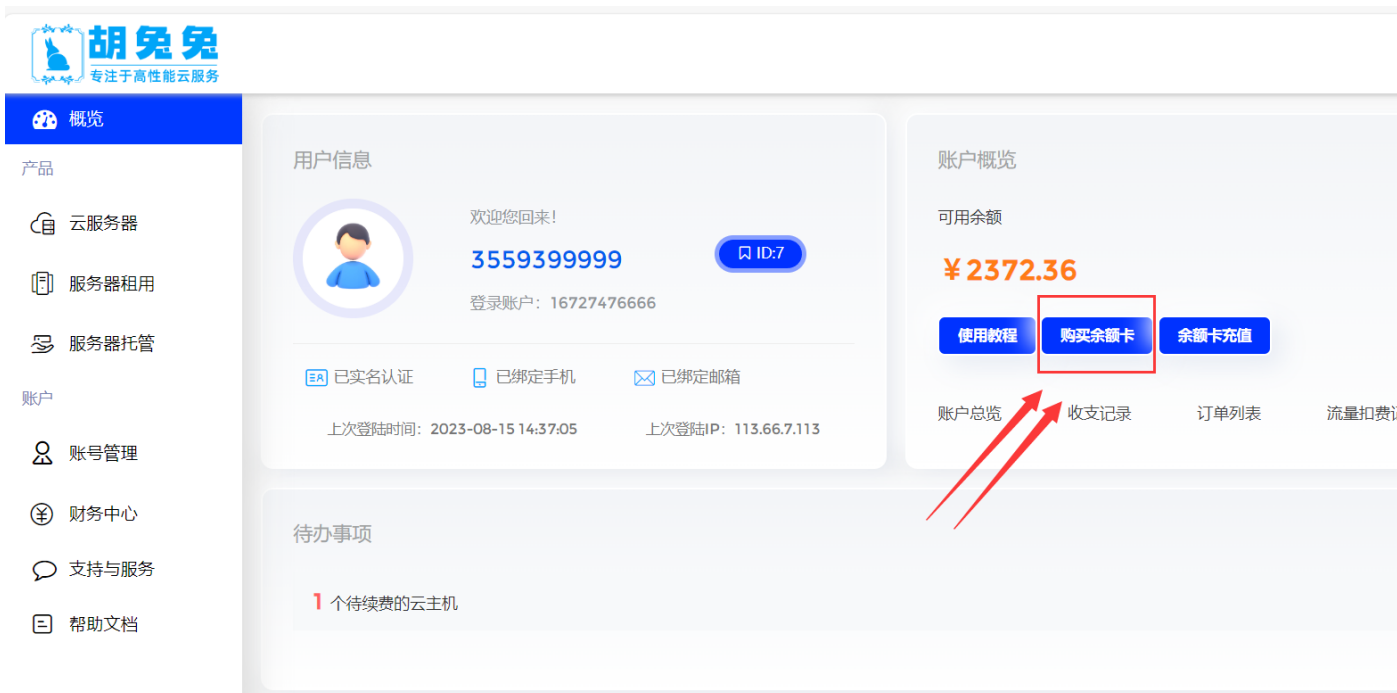 胡兔兔
专注于高性能云服务
概览
产品
云服务器
服务器租用
服务器托管
账户
账号管理
财务中心
支持与服务
帮助文档
用户信息
欢迎您回来！
3559399999
ID:7
登录账户：16727476666
已实名认证 已绑定手机 已绑定邮箱
上次登陆时间：2023-08-15 14:37:05 上次登陆IP：113.66.7.113
账户概览
可用余额
￥2372.36
使用教程 购买余额卡 余额卡充值
账户总览 收支记录 订单列表 流量扣费
待办事项
1 个待续费的云主机